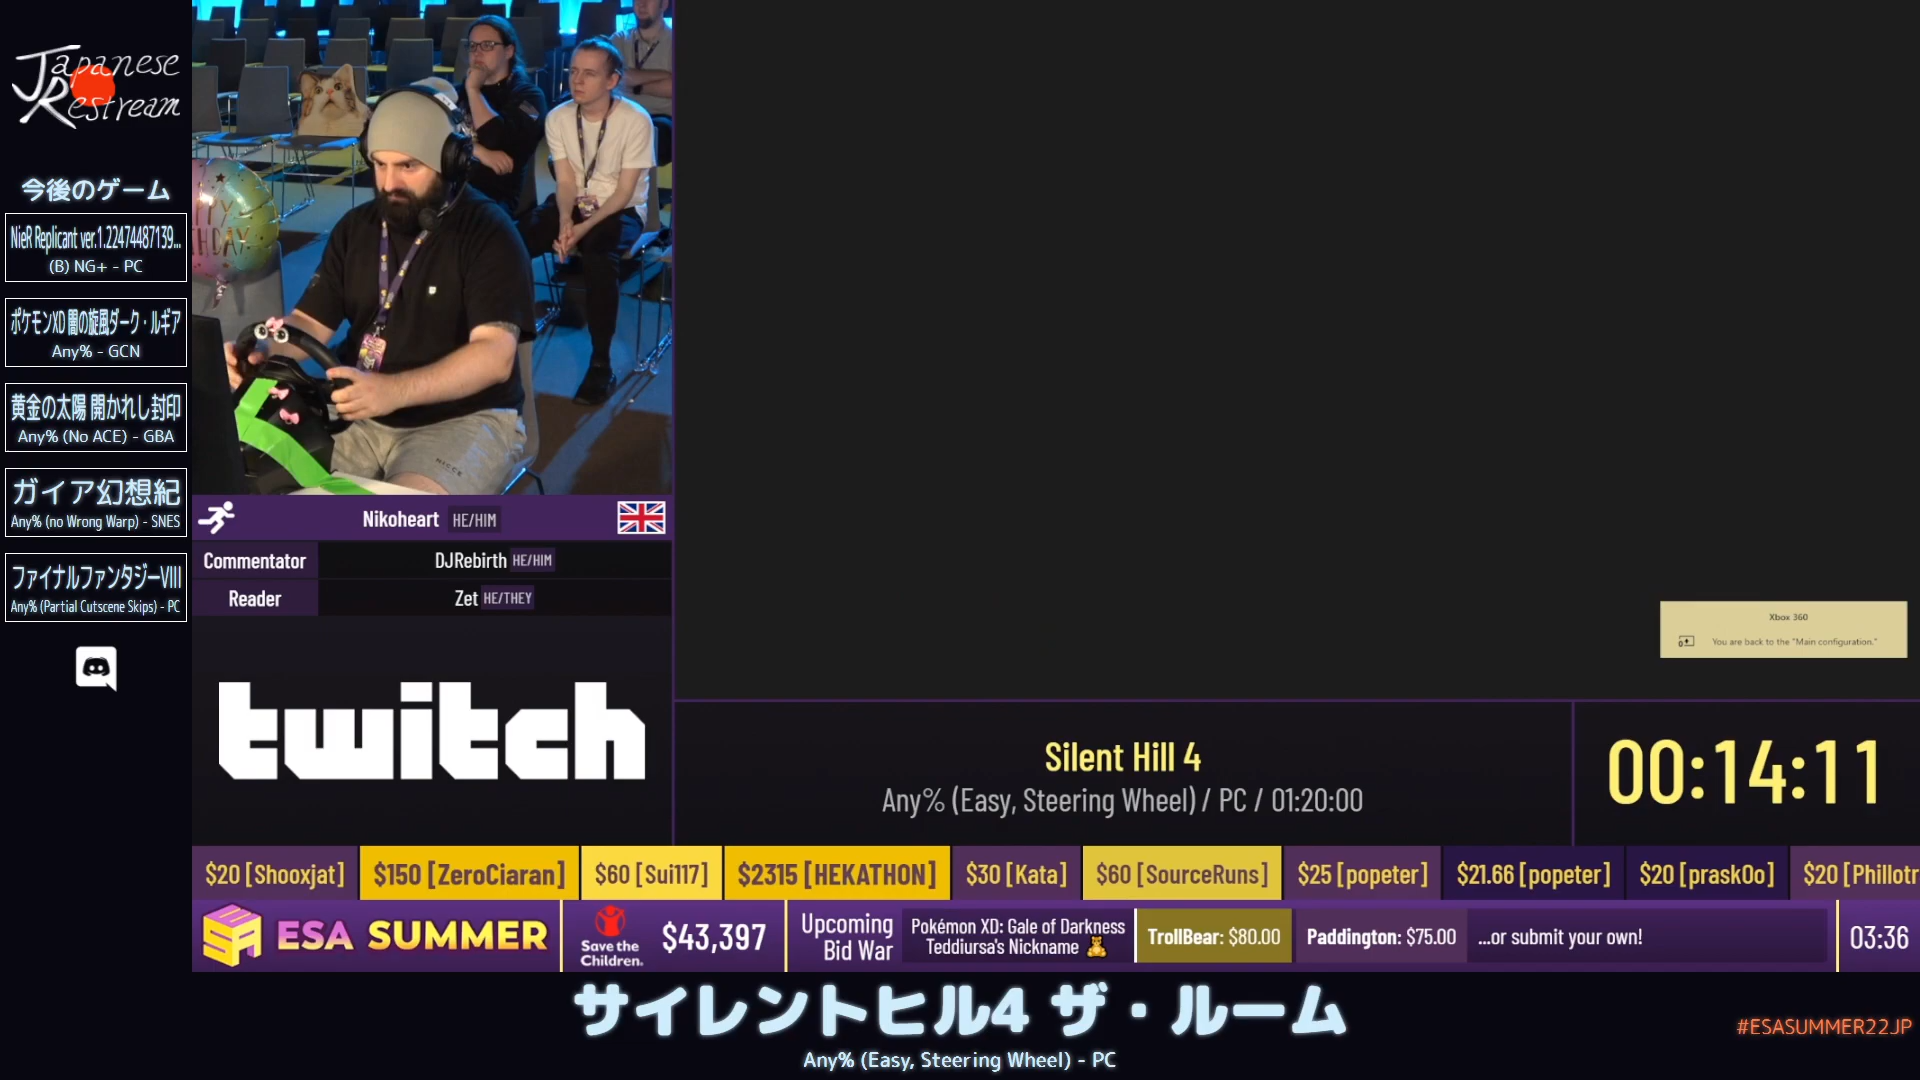 Japanese
Restream
今後のゲーム
NieR Replicant ver.1.22474487139...
(B) NG+ - PC
ポケモンXD 闇の旋風ダーク・ルギア
Any% - GCN
黄金の太陽 開かれし封印
Any% (No ACE) - GBA
ガイア幻想紀
Any% (no Wrong Warp) - SNES
ファイナルファンタジーVIII
Any% (Partial Cutscene Skips) - PC
NICCE
Nikoheart HE/HIM
Commentator DJRebirth HE/HIM
Reader Zet HE/THEY
twitch
Xbox 360
You are back to the "Main configuration."
Silent Hill 4
Any% (Easy, Steering Wheel) / PC / 01:20:00
00:14:11
$20 [Shooxjat] $150 [ZeroCiaran] $60 [Sui117] $2315 [HEKATHON] $30 [Kata] $60 [SourceRuns] $25 [popeter] $21.66 [popeter] $20 [prask0o] $20 [Phillotr
ESA SUMMER
Save the
Children.
$43,397
Upcoming
Bid War
Pokémon XD: Gale of Darkness
Teddiursa's Nickname
TrollBear: $80.00
Paddington: $75.00
...or submit your own!
03:36
サイレントヒル4 ザ・ルーム
Any% (Easy, Steering Wheel) - PC
#ESASUMMER22JP